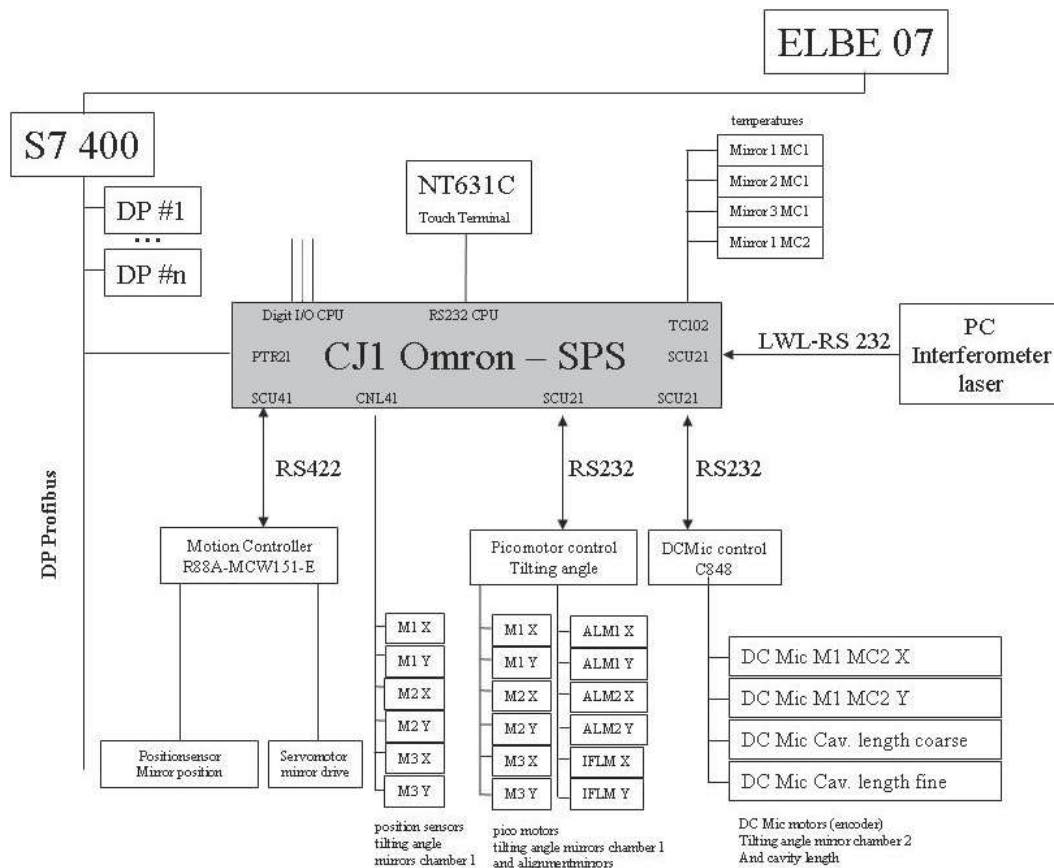 ELBE 07
S7 400
temperatures
Mirror 1 MC1
Mirror 2 MC1
Mirror 3 MC1
Mirror 1 MC2
NT631C
Touch Terminal
DP #1
...
DP #n
Digit I/O CPU
RS232 CPU
TC102
PTR21
CJ1 Omron – SPS
SCU21
SCU41
CNL41
SCU21
SCU21
LWL-RS 232
PC
Interferometer
laser
RS422
RS232
RS232
DP Profibus
Motion Controller
R88A-MCW151-E
Picomotor control
Tilting angle
DCMic control
C848
M1 X
M1 Y
M2 X
M2 Y
M3 X
M3 Y
M1 X
M1 Y
M2 X
M2 Y
M3 X
M3 Y
ALM1 X
ALM1 Y
ALM2 X
ALM2 Y
IFLM X
IFLM Y
DC Mic M1 MC2 X
DC Mic M1 MC2 Y
DC Mic Cav. length coarse
DC Mic Cav. length fine
Positionsensor
Mirror position
Servomotor
mirror drive
position sensors
tilting angle
mirrors chamber 1
pico motors
tilting angle mirrors chamber 1
and alignmentmirrors
DC Mic motors (encoder)
Tilting angle mirror chamber 2
And cavity length